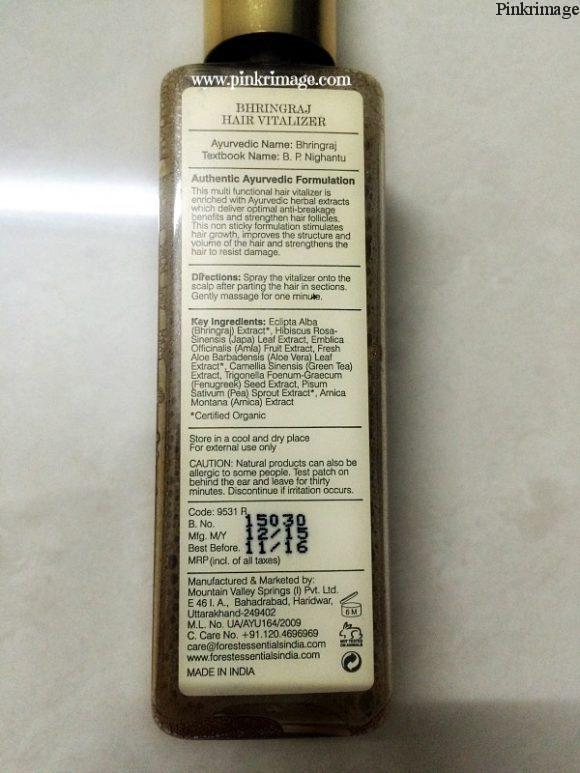 Pinkrimage
www.pinkrimage.com
BHRINGRAJ
HAIR VITALIZER
Ayurvedic Name: Bhringraj
Textbook Name: B. P. Nighantu
Authentic Ayurvedic Formulation
This multi functional hair vitalizer is
enriched with Ayurvedic herbal extracts
which deliver optimal anti-breakage
benefits and strengthen hair follicles.
This non sticky formulation stimulates
hair growth, improves the structure and
volume of the hair and strengthens the
hair to resist damage.
Directions: Spray the vitalizer onto the
scalp after parting the hair in sections.
Gently massage for one minute.
Key Ingredients: Eclipta Alba
(Bhringraj) Extract*, Hibiscus Rosa-
Sinensis (Japa) Leaf Extract, Emblica
Officinalis (Amla) Fruit Extract, Fresh
Aloe Barbadensis (Aloe Vera) Leaf
Extract*, Camellia Sinensis (Green Tea)
Extract, Trigonella Foenum-Graecum
(Fenugreek) Seed Extract, Pisum
Sativum (Pea) Sprout Extract*, Arnica
Montana (Arnica) Extract
*Certified Organic
Store in a cool and dry place
For external use only
CAUTION: Natural products can also be
allergic to some people. Test patch on
behind the ear and leave for thirty
minutes. Discontinue if irritation occurs.
Code: 9531 R
B. No. 15030
Mfg. M/Y 12/15
Best Before. 11/16
MRP (incl. of all taxes)
Manufactured & Marketed by:
Mountain Valley Springs (I) Pvt. Ltd.
E 46 I. A., Bahadrabad, Haridwar,
Uttarakhand-249402
M.L. No. UA/AYU164/2009
C. Care No. +91.120.4696969
care@forestessentialsindia.com
www.forestessentialsindia.com
MADE IN INDIA
6 M
NOT TESTED
ON ANIMALS